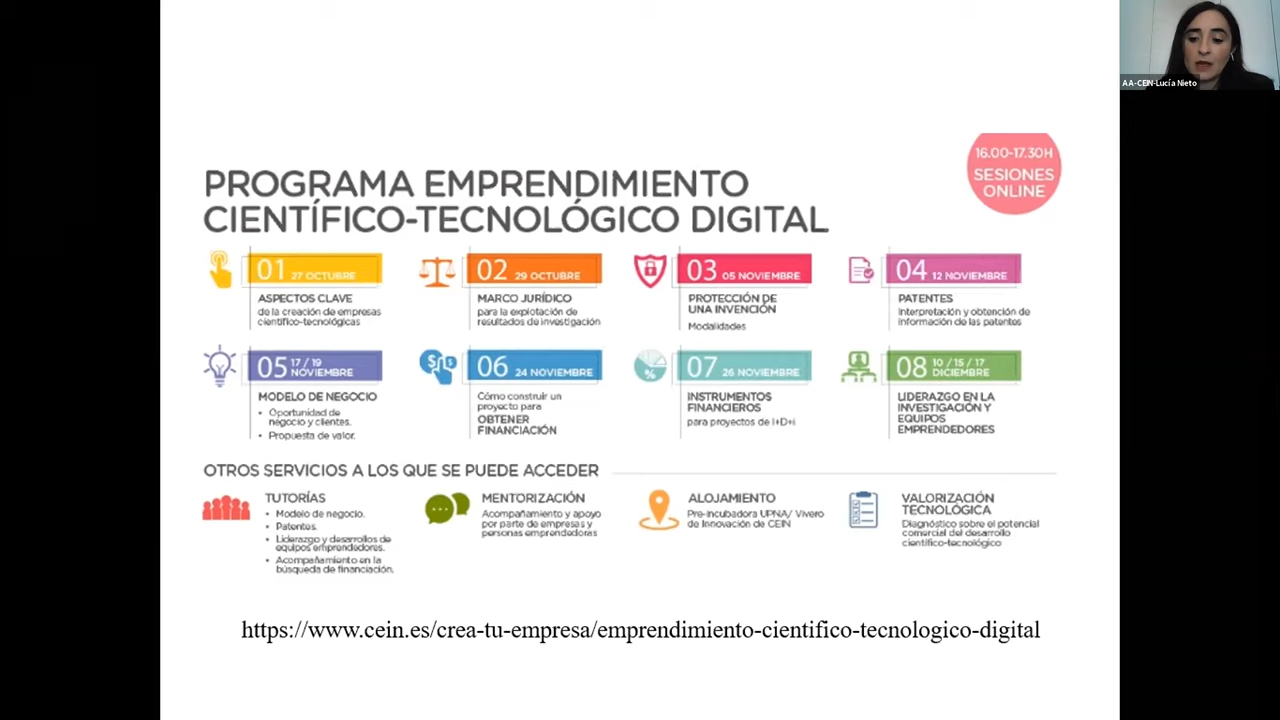 AA-CEIN-Lucía Nieto
16.00-17.30H
SESIONES
ONLINE
PROGRAMA EMPRENDIMIENTO
CIENTÍFICO-TECNOLÓGICO DIGITAL
01 27 OCTUBRE
ASPECTOS CLAVE
de la creación de empresas
científico-tecnológicas
02 29 OCTUBRE
MARCO JURÍDICO
para la explotación de
resultados de investigación
03 05 NOVIEMBRE
PROTECCIÓN DE
UNA INVENCIÓN
Modalidades
04 12 NOVIEMBRE
PATENTES
Interpretación y obtención de
información de las patentes
05 17 / 19
NOVIEMBRE
MODELO DE NEGOCIO
• Oportunidad de
negocio y clientes.
• Propuesta de valor.
06 24 NOVIEMBRE
Cómo construir un
proyecto para
OBTENER
FINANCIACIÓN
07 26 NOVIEMBRE
INSTRUMENTOS
FINANCIEROS
para proyectos de I+D+i
08 10 / 15 / 17
DICIEMBRE
LIDERAZGO EN LA
INVESTIGACIÓN Y
EQUIPOS
EMPRENDEDORES
OTROS SERVICIOS A LOS QUE SE PUEDE ACCEDER
TUTORÍAS
• Modelo de negocio.
• Patentes.
• Liderazgo y desarrollos de
equipos emprendedores.
• Acompañamiento en la
búsqueda de financiación.
MENTORIZACIÓN
Acompañamiento y apoyo
por parte de empresas y
personas emprendedoras
ALOJAMIENTO
Pre-incubadora UPNA/ Vivero
de Innovación de CEIN
VALORIZACIÓN
TECNOLÓGICA
Diagnóstico sobre el potencial
comercial del desarrollo
científico-tecnológico
https://www.cein.es/crea-tu-empresa/emprendimiento-cientifico-tecnologico-digital